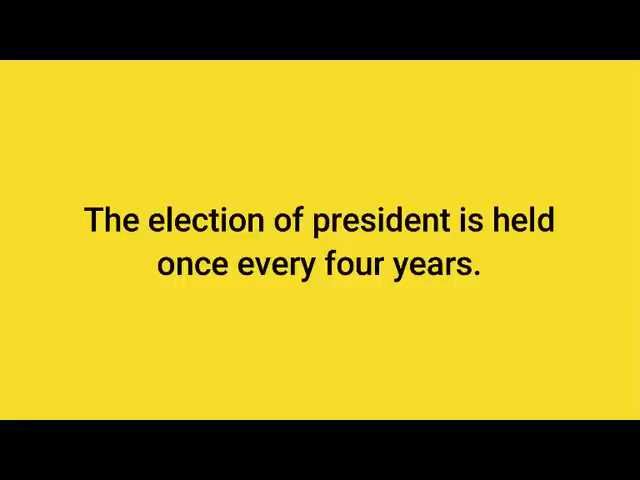 The election of president is held
once every four years.